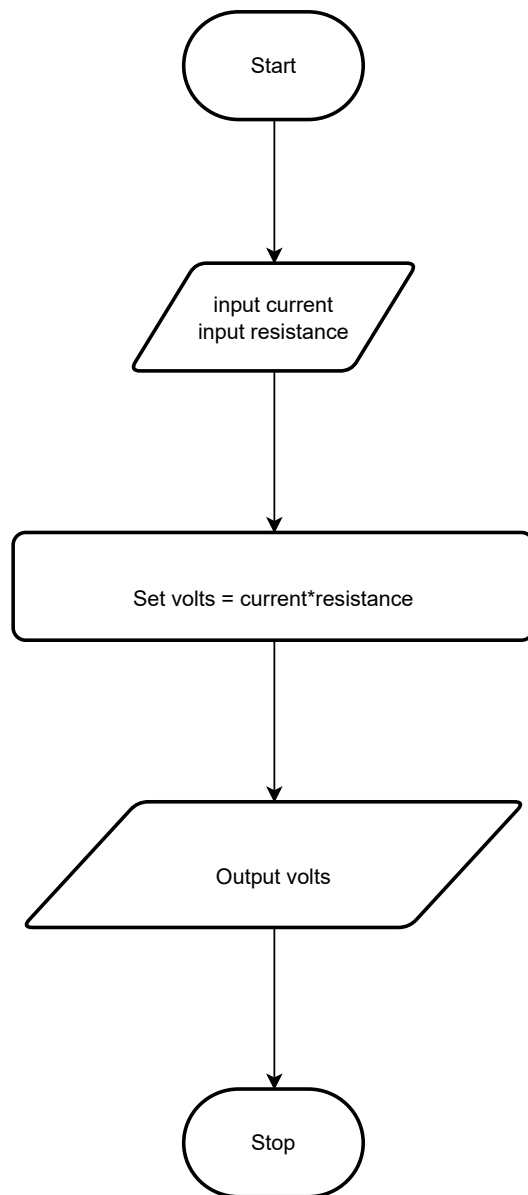 Start
input current
input resistance
Set volts = current*resistance
Output volts
Stop